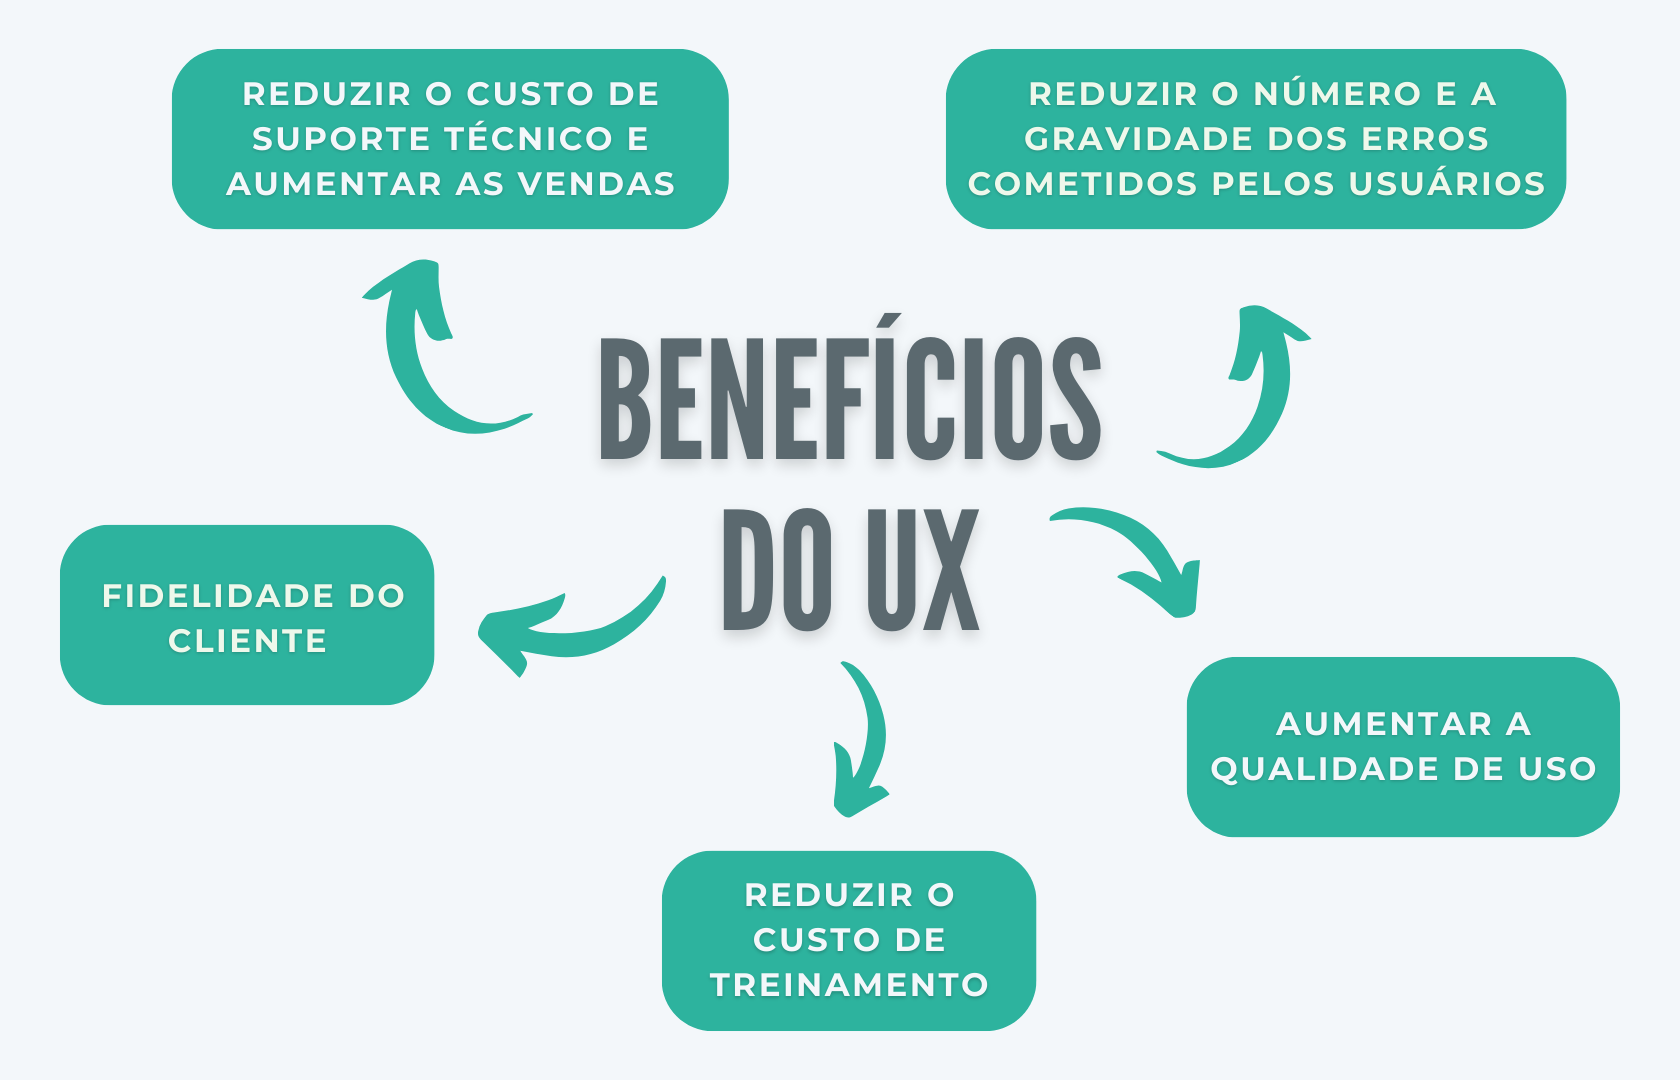 REDUZIR O CUSTO DE
SUPORTE TÉCNICO E
AUMENTAR AS VENDAS
REDUZIR O NÚMERO E A
GRAVIDADE DOS ERROS
COMETIDOS PELOS USUÁRIOS
BENEFÍCIOS
DO UX
FIDELIDADE DO
CLIENTE
AUMENTAR A
QUALIDADE DE USO
REDUZIR O
CUSTO DE
TREINAMENTO